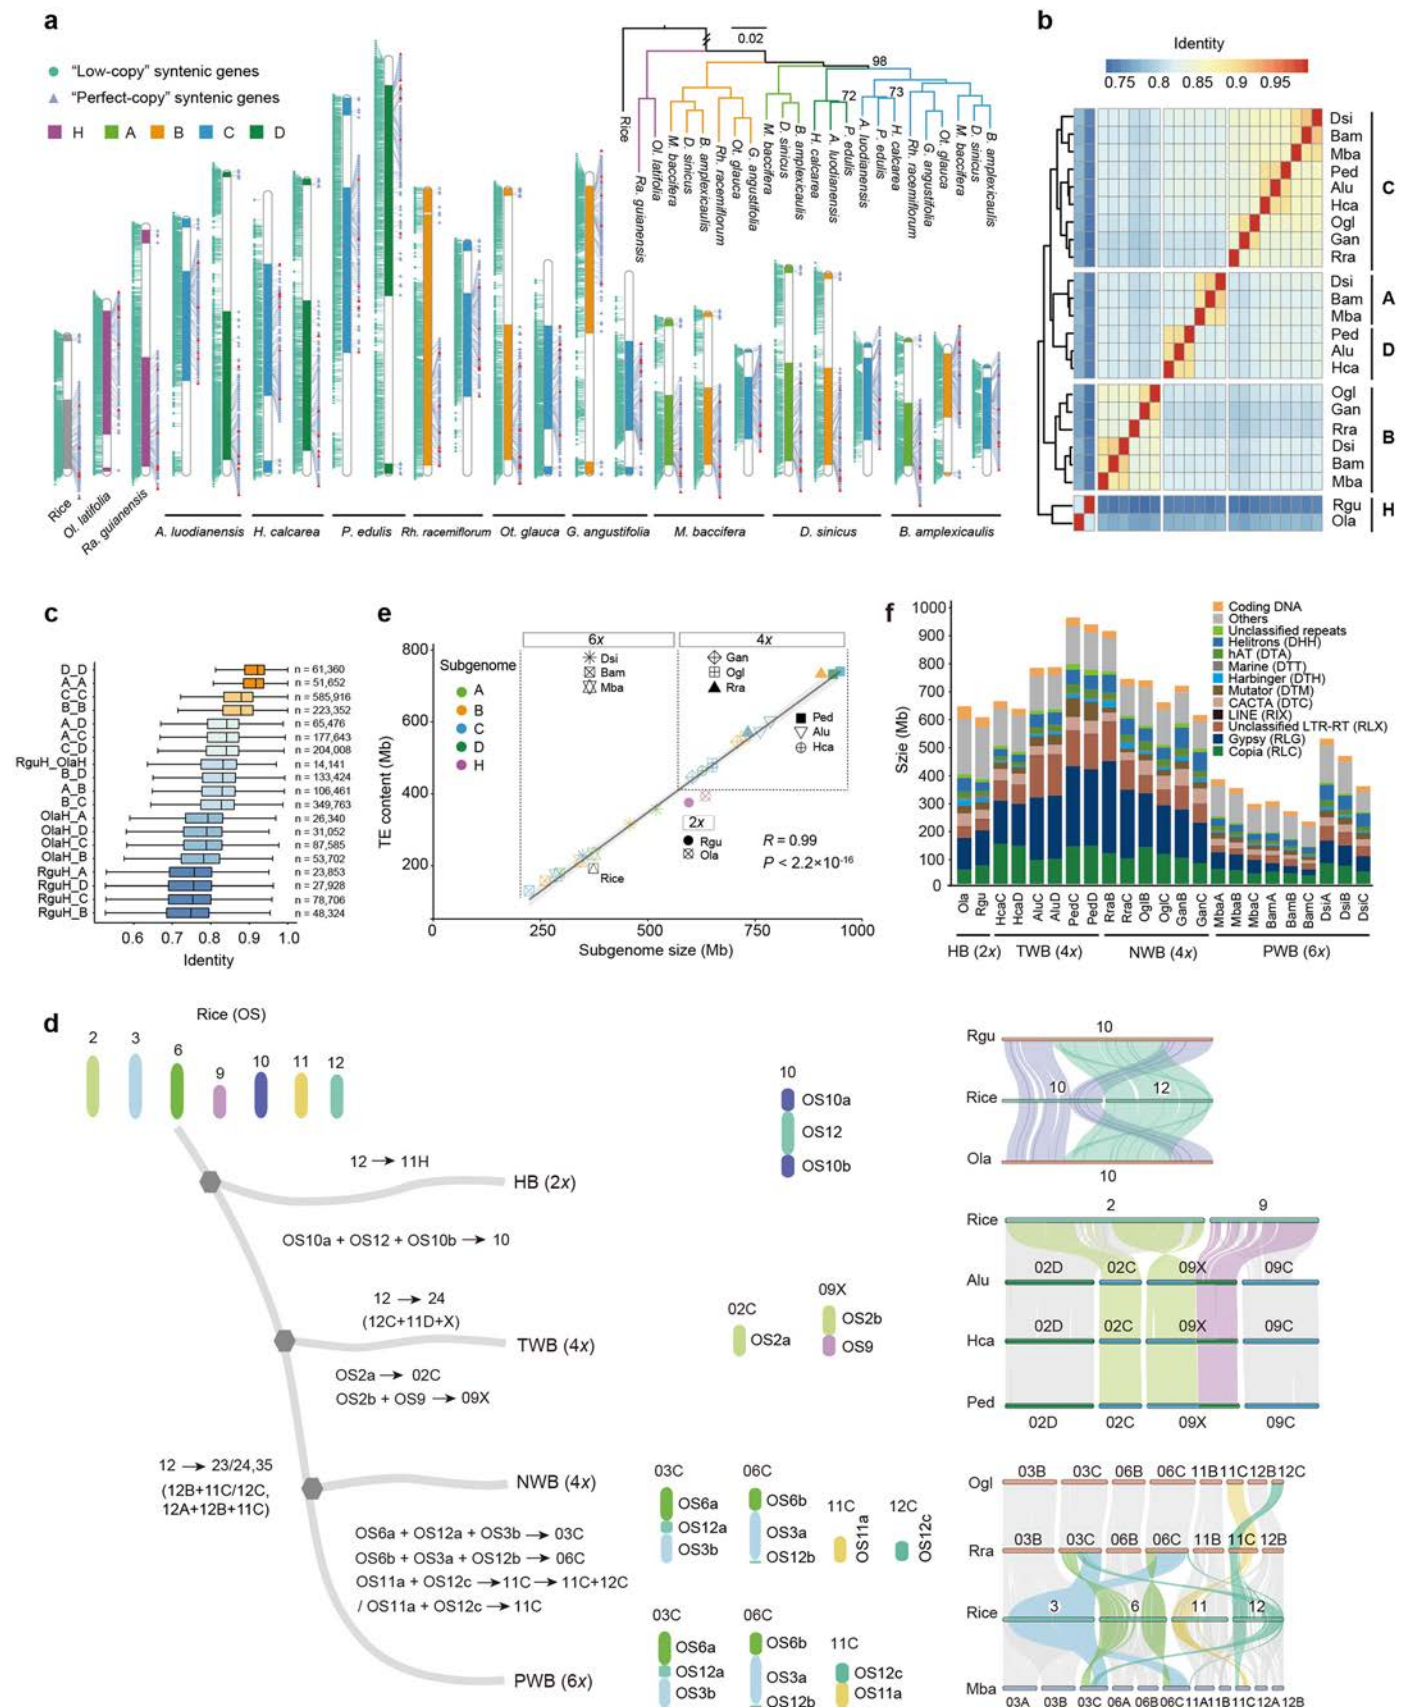 a
"Low-copy" syntenic genes
"Perfect-copy" syntenic genes
H A B C D
0.02
98
72
73
Rice
Ra. guianensis
Ol. latifolia
M. baccifera
D. sinicus
B. amplexicaulis
Rh. racemiflorum
Ot. glauca
G. angustifolia
M. baccifera
D. sinicus
B. amplexicaulis
H. calcarea
A. luodianensis
P. edulis
A. luodianensis
P. edulis
H. calcarea
Rh. racemiflorum
G. angustifolia
Ot. glauca
M. baccifera
D. sinicus
B. amplexicaulis
Rice
Ol. latifolia
Ra. guianensis
A. luodianensis
H. calcarea
P. edulis
Rh. racemiflorum
Ot. glauca
G. angustifolia
M. baccifera
D. sinicus
B. amplexicaulis
b
Identity
0.75 0.8 0.85 0.9 0.95
Dsi
Bam
Mba
Ped
Alu
Hca
Ogl
Gan
Rra
C
Dsi
Bam
Mba
A
Ped
Alu
Hca
D
Ogl
Gan
Rra
Dsi
Bam
Mba
B
Rgu
Ola
H
c
D_D n = 61,360
A_A n = 51,652
C_C n = 585,916
B_B n = 223,352
A_D n = 65,476
A_C n = 177,643
C_D n = 204,008
RguH_OlaH n = 14,141
B_D n = 133,424
A_B n = 106,461
B_C n = 349,763
OlaH_A n = 26,340
OlaH_D n = 31,052
OlaH_C n = 87,585
OlaH_B n = 53,702
RguH_A n = 23,853
RguH_D n = 27,928
RguH_C n = 78,706
RguH_B n = 48,324
0.6 0.7 0.8 0.9 1.0
Identity
e
TE content (Mb)
800
600
400
200
0
0 250 500 750 1000
Subgenome size (Mb)
Subgenome
A
B
C
D
H
6x
Dsi
Bam
Mba
4x
Gan
Ogl
Rra
Ped
Alu
Hca
2x
Rgu
Ola
Rice
R = 0.99
P < 2.2×10-16
f
Szie (Mb)
1000
900
800
700
600
500
400
300
200
100
0
Coding DNA
Others
Unclassified repeats
Helitrons (DHH)
hAT (DTA)
Marine (DTT)
Harbinger (DTH)
Mutator (DTM)
CACTA (DTC)
LINE (RIX)
Unclassified LTR-RT (RLX)
Gypsy (RLG)
Copia (RLC)
Ola Rgu HcaC HcaD AluC AluD PedC PedD RraB RraC OglB OglC GanB GanC MbaA MbaB MbaC BamA BamB BamC DsiA DsiB DsiC
HB (2x) TWB (4x) NWB (4x) PWB (6x)
d
Rice (OS)
2 3 6 9 10 11 12
12 → 11H
HB (2x)
OS10a + OS12 + OS10b → 10
12 → 24
(12C+11D+X)
TWB (4x)
OS2a → 02C
OS2b + OS9 → 09X
12 → 23/24,35
(12B+11C/12C,
12A+12B+11C)
NWB (4x)
OS6a + OS12a + OS3b → 03C
OS6b + OS3a + OS12b → 06C
OS11a + OS12c → 11C → 11C+12C
/ OS11a + OS12c → 11C
PWB (6x)
10
OS10a
OS12
OS10b
02C
OS2a
09X
OS2b
OS9
03C
OS6a
OS12a
OS3b
06C
OS6b
OS3a
OS12b
11C
OS11a
12C
OS12c
03C
OS6a
OS12a
OS3b
06C
OS6b
OS3a
OS12b
11C
OS12c
OS11a
Rgu 10
Rice 10 12
Ola 10
Rice 2 9
Alu 02D 02C 09X 09C
Hca 02D 02C 09X 09C
Ped 02D 02C 09X 09C
Ogl 03B 03C 06B 06C 11B 11C 12B 12C
Rra 03B 03C 06B 06C 11B 11C 12B
Rice 3 6 11 12
Mba 03A 03B 03C 06A 06B 06C 11A 11B 11C 12A 12B